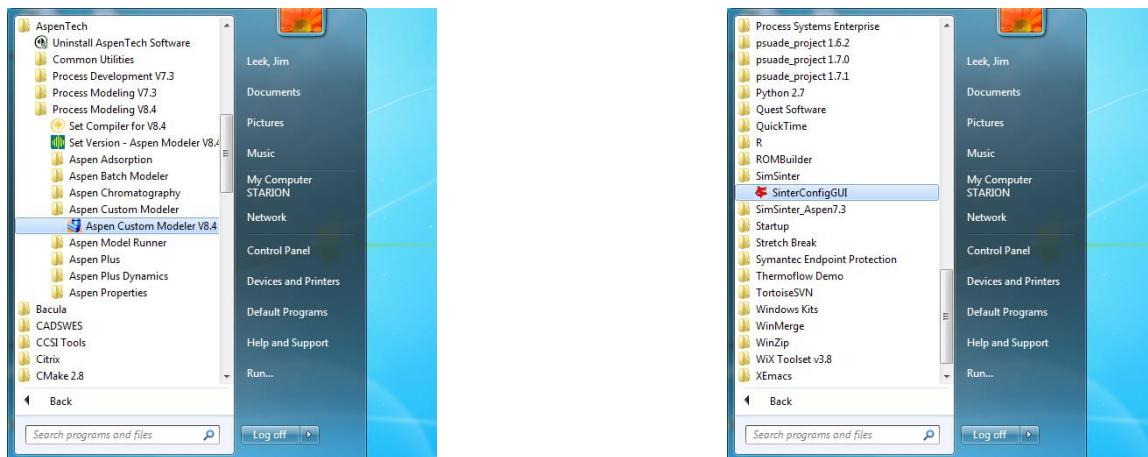 AspenTech
Uninstall AspenTech Software
Common Utilities
Process Development V7.3
Process Modeling V7.3
Process Modeling V8.4
Set Compiler for V8.4
Set Version - Aspen Modeler V8.4
Aspen Adsorption
Aspen Batch Modeler
Aspen Chromatography
Aspen Custom Modeler
Aspen Custom Modeler V8.4
Aspen Model Runner
Aspen Plus
Aspen Plus Dynamics
Aspen Properties
Bacula
CADSWES
CCSI Tools
Citrix
CMake 2.8
Back
Search programs and files
Leek, Jim
Documents
Pictures
Music
My Computer
STARION
Network
Control Panel
Devices and Printers
Default Programs
Help and Support
Run...
Log off
Process Systems Enterprise
psuade_project 1.6.2
psuade_project 1.7.0
psuade_project 1.7.1
Python 2.7
Quest Software
QuickTime
R
ROMBuilder
SimSinter
SinterConfigGUI
SimSinter_Aspen7.3
Startup
Stretch Break
Symantec Endpoint Protection
Thermoflow Demo
TortoiseSVN
Windows Kits
WinMerge
WinZip
WiX Toolset v3.8
XEmacs
Back
Search programs and files
Leek, Jim
Documents
Pictures
Music
My Computer
STARION
Network
Control Panel
Devices and Printers
Default Programs
Help and Support
Run...
Log off